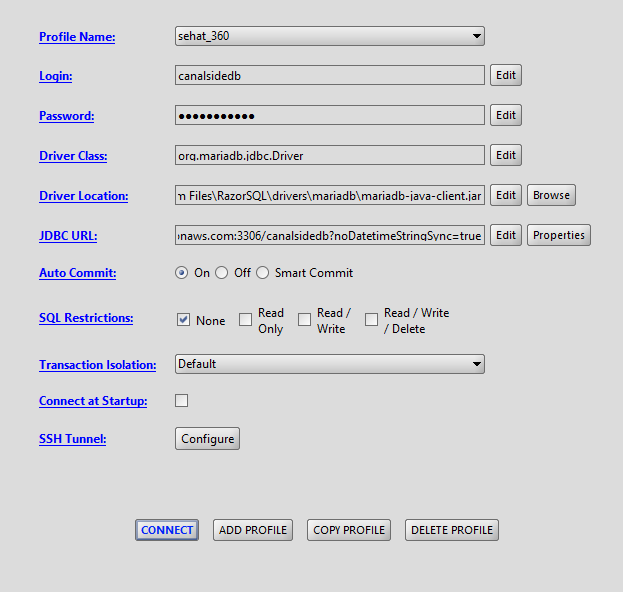 Profile Name: sehat_360
Login: canalsidedb Edit
Password: ●●●●●●●●●●● Edit
Driver Class: org.mariadb.jdbc.Driver Edit
Driver Location: m Files\RazorSQL\drivers\mariadb\mariadb-java-client.jar Edit Browse
JDBC URL: onaws.com:3306/canalsidedb?noDatetimeStringSync=true Edit Properties
Auto Commit: On Off Smart Commit
SQL Restrictions: None Read Only Read / Write Read / Write / Delete
Transaction Isolation: Default
Connect at Startup:
SSH Tunnel: Configure
CONNECT ADD PROFILE COPY PROFILE DELETE PROFILE